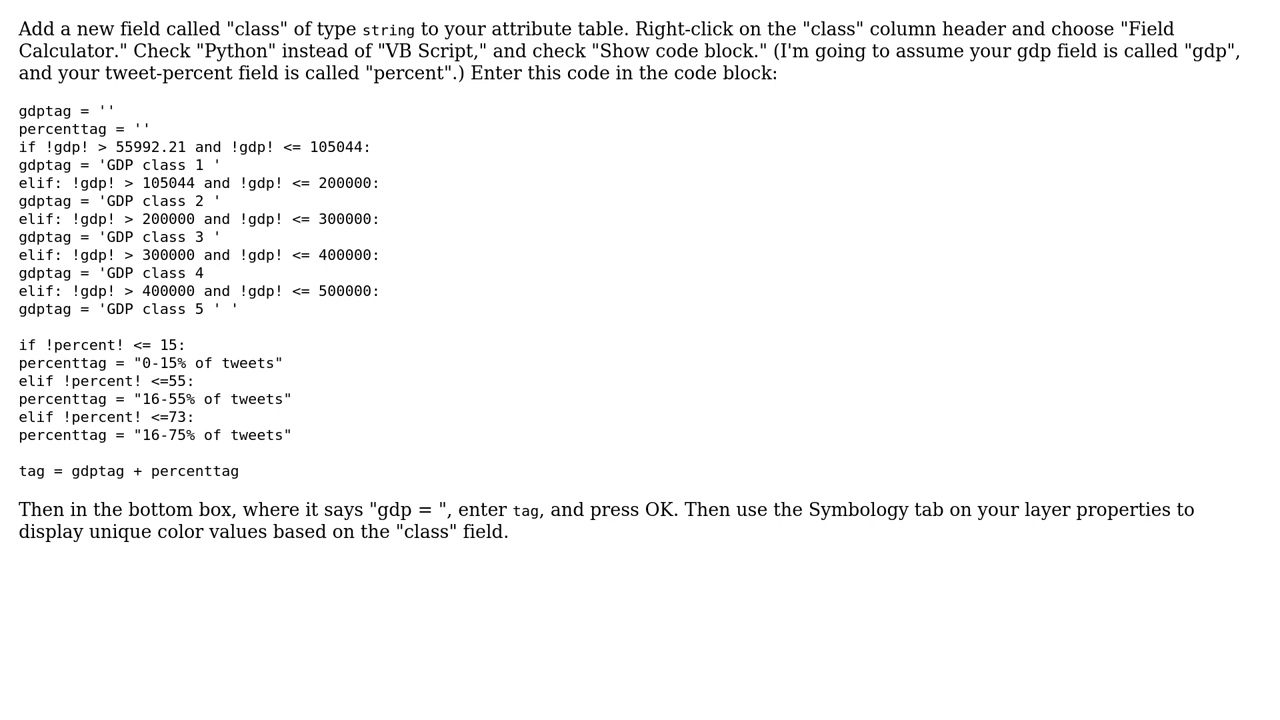 Add a new field called "class" of type string to your attribute table. Right-click on the "class" column header and choose "Field
Calculator." Check "Python" instead of "VB Script," and check "Show code block." (I'm going to assume your gdp field is called "gdp",
and your tweet-percent field is called "percent".) Enter this code in the code block:
gdptag = ''
percenttag = ''
if !gdp! > 55992.21 and !gdp! <= 105044:
gdptag = 'GDP class 1 '
elif: !gdp! > 105044 and !gdp! <= 200000:
gdptag = 'GDP class 2 '
elif: !gdp! > 200000 and !gdp! <= 300000:
gdptag = 'GDP class 3 '
elif: !gdp! > 300000 and !gdp! <= 400000:
gdptag = 'GDP class 4
elif: !gdp! > 400000 and !gdp! <= 500000:
gdptag = 'GDP class 5 ' '
if !percent! <= 15:
percenttag = "0-15% of tweets"
elif !percent! <=55:
percenttag = "16-55% of tweets"
elif !percent! <=73:
percenttag = "16-75% of tweets"
tag = gdptag + percenttag
Then in the bottom box, where it says "gdp = ", enter tag, and press OK. Then use the Symbology tab on your layer properties to
display unique color values based on the "class" field.